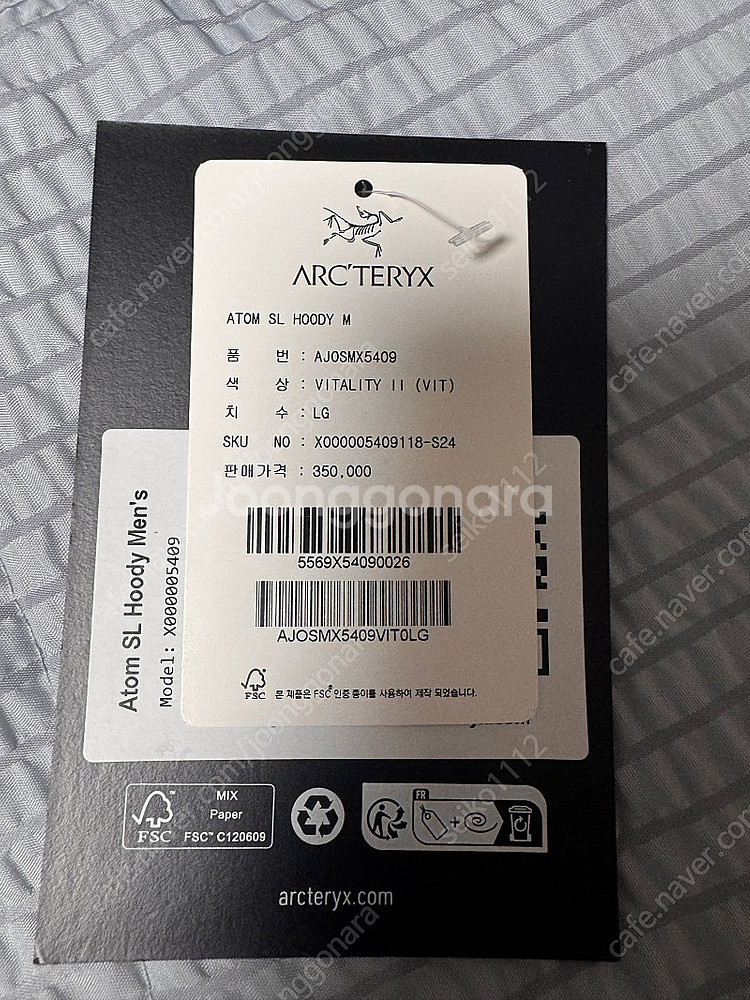 ARC'TERYX
ATOM SL HOODY M
품 번 : AJOSMX5409
색 상 : VITALITY II (VIT)
치 수 : LG
SKU NO : X000005409118-S24
판매가격 : 350,000
Joonggonara
5569X54090026
AJOSMX5409VIT0LG
FSC 본 제품은 FSC® 인증 종이를 사용하여 제작 되었습니다.
Atom SL Hoody Men's
Model: X000005409
FSC™
MIX
Paper
FSC™ C120609
FR
arcteryx.com
cafe.naver.com/joonggonara
seiko1112
cafe.naver.com